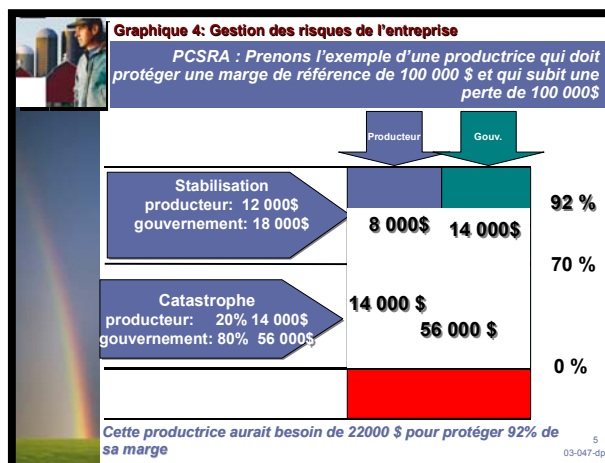 Graphique 4: Gestion des risques de l'entreprise
PCSRA : Prenons l'exemple d'une productrice qui doit
protéger une marge de référence de 100 000 $ et qui subit une
perte de 100 000$
Producteur
Gouv.
Stabilisation
producteur: 12 000$
gouvernement: 18 000$
8 000$
14 000$
92 %
70 %
Catastrophe
producteur: 20% 14 000$
gouvernement: 80% 56 000$
14 000 $
56 000 $
0 %
Cette productrice aurait besoin de 22000 $ pour protéger 92% de
sa marge
5
03-047-dp